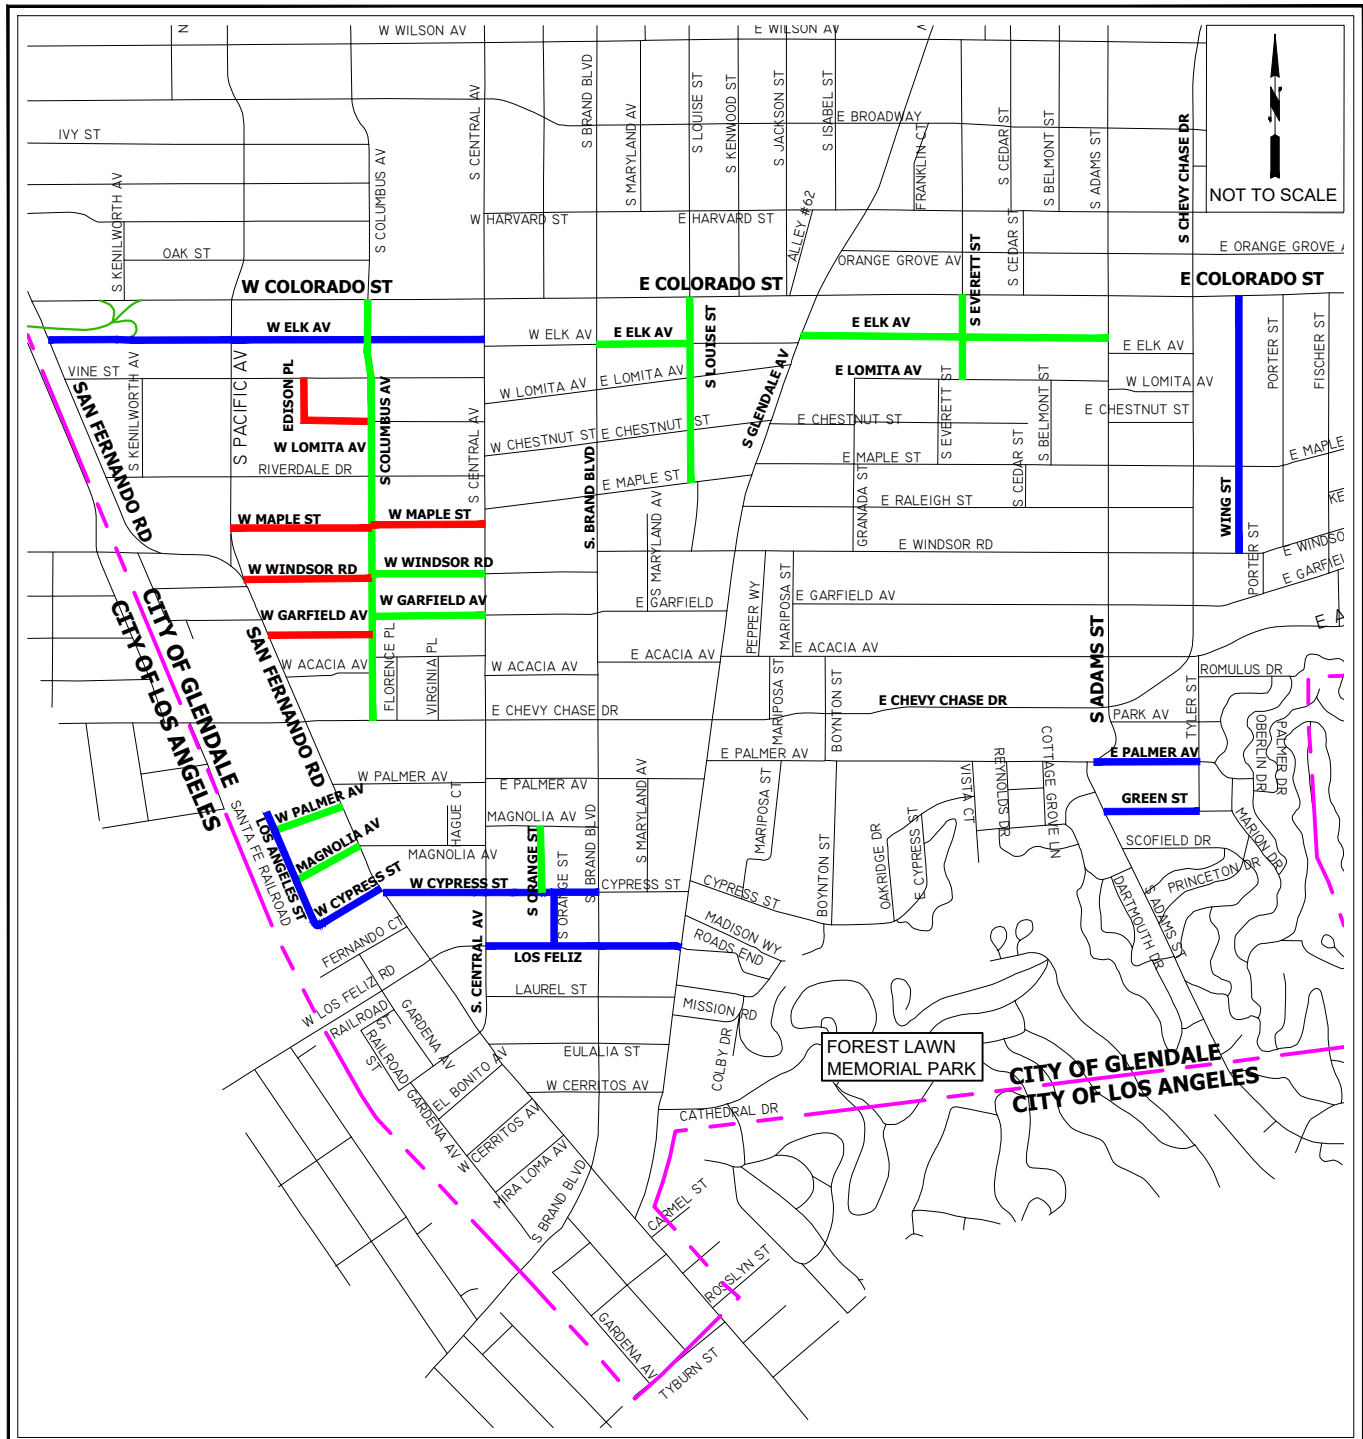 N
W WILSON AV
E WILSON AV
N
NOT TO SCALE
IVY ST
S KENILWORTH AV
OAK ST
S COLUMBUS AV
S CENTRAL AV
S BRAND BLVD
S MARYLAND AV
S LOUISE ST
S KENWOOD ST
S JACKSON ST
S ISABEL ST
E BROADWAY
FRANKLIN CT
S CEDAR ST
S BELMONT ST
S ADAMS ST
S CHEVY CHASE DR
W HARVARD ST
E HARVARD ST
ALLEY #62
ORANGE GROVE AV
S CEDAR ST
E ORANGE GROVE A
W COLORADO ST
E COLORADO ST
E COLORADO ST
S EVERETT ST
W ELK AV
W ELK AV
E ELK AV
E ELK AV
E ELK AV
S LOUISE ST
PORTER ST
FISCHER ST
VINE ST
S KENILWORTH AV
S PACIFIC AV
EDISON PL
W LOMITA AV
S COLUMBUS AV
RIVERDALE DR
S CENTRAL AV
W LOMITA AV
E LOMITA AV
W CHESTNUT ST
E CHESTNUT ST
S. BRAND BLVD
E MAPLE ST
S GLENDALE AV
E LOMITA AV
W LOMITA AV
E CHESTNUT ST
E CHESTNUT ST
S EVERETT ST
S BELMONT ST
E MAPLE ST
E MAPLE
GRANADA ST
S CEDAR ST
E RALEIGH ST
WING ST
KE
SAN FERNANDO RD
W MAPLE ST
W MAPLE ST
S MARYLAND AV
E WINDSOR RD
E WINDSO
PORTER ST
E GARFIEL
W WINDSOR RD
W WINDSOR RD
W GARFIELD AV
W GARFIELD AV
E GARFIELD
PEPPER WY
MARIPOSA ST
E GARFIELD AV
CITY OF GLENDALE
CITY OF LOS ANGELES
SAN FERNANDO RD
W ACACIA AV
FLORENCE PL
VIRGINIA PL
W ACACIA AV
E ACACIA AV
E ACACIA AV
E A
ROMULUS DR
E CHEVY CHASE DR
MARIPOSA ST
BOYNTON ST
E CHEVY CHASE DR
S ADAMS ST
PARK AV
TYLER ST
OBERLIN DR
PALMER DR
W PALMER AV
E PALMER AV
E PALMER AV
E PALMER AV
GREEN ST
HAGUE CT
MAGNOLIA AV
MAGNOLIA AV
S BRAND BLVD
S MARYLAND AV
MARIPOSA ST
VISTA CT
REYNOLDS DR
COTTAGE GROVE LN
MARION DR
SCOFIELD DR
PRINCETON DR
SANTA FE RAILROAD
LOS ANGELES ST
W PALMER AV
MAGNOLIA AV
W CYPRESS ST
W CYPRESS ST
S ORANGE ST
S ORANGE ST
CYPRESS ST
CYPRESS ST
BOYNTON ST
OAKRIDGE DR
E CYPRESS ST
DARTMOUTH DR
S ADAMS ST
MADISON WY
ROADS END
FERNANDO CT
S. CENTRAL AV
LOS FELIZ
W LOS FELIZ RD
LAUREL ST
MISSION RD
RAILROAD ST
RAILROAD ST
GARDENA AV
GARDENA AV
EL BONITO AV
EULALIA ST
COLBY DR
FOREST LAWN
MEMORIAL PARK
CITY OF GLENDALE
CITY OF LOS ANGELES
W CERRITOS AV
W CERRITOS AV
CATHEDRAL DR
MIRA LOMA AV
S BRAND BLVD
CARMEL ST
ROSSLYN ST
GARDENA AV
TYBURN ST